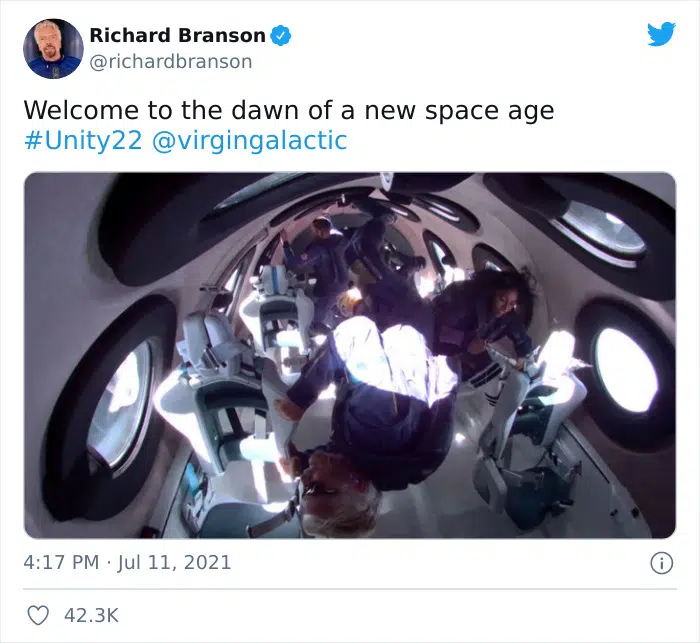 Richard Branson
@richardbranson
Welcome to the dawn of a new space age
#Unity22 @virgingalactic
4:17 PM · Jul 11, 2021
42.3K